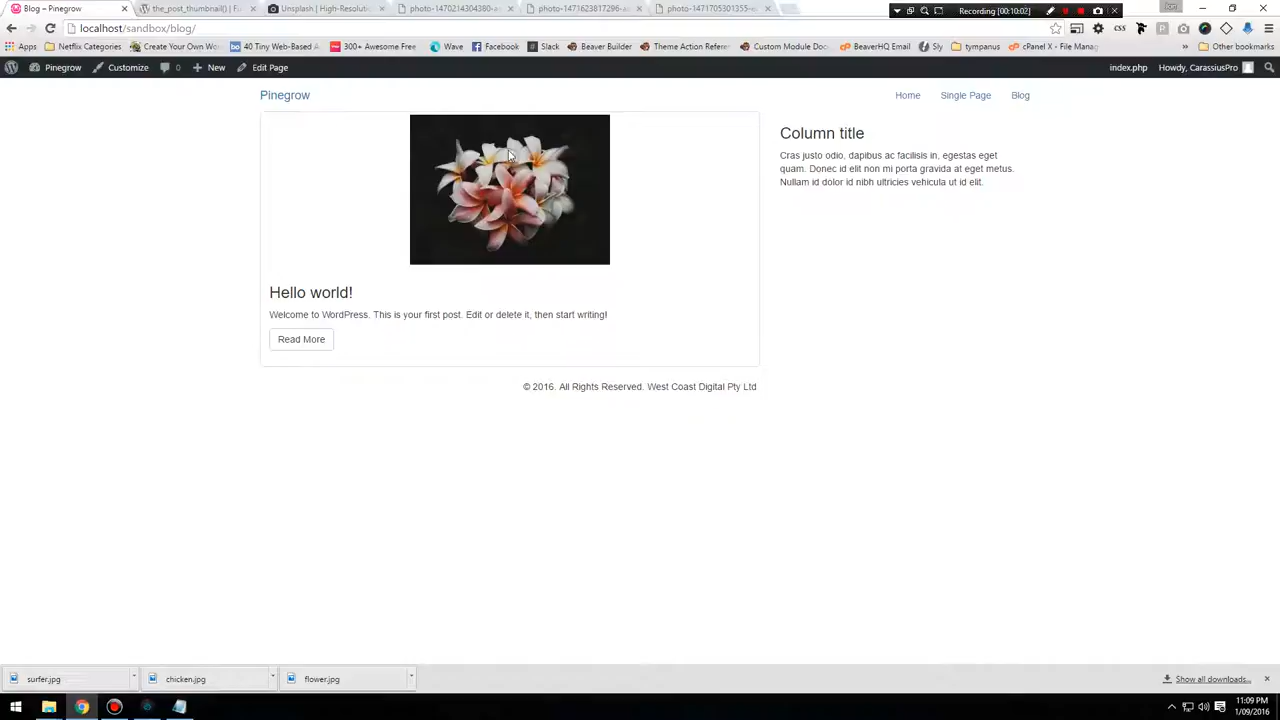 Blog – Pinegrow
the_post_thumbnail() | Fu
Unsplash | High-Resolutio
photo-1470214304380-aa
photo-1471623817296-aa
photo-1471705301355-e
Recording [00:10:02]
localhost/sandbox/blog/
Apps
Netflix Categories
Create Your Own Wo
40 Tiny Web-Based A
300+ Awesome Free
Wave
Facebook
Slack
Beaver Builder
Theme Action Referen
Custom Module Doc
BeaverHQ Email
Sly
tympanus
cPanel X - File Mana
»
Other bookmarks
Pinegrow
Customize
0
New
Edit Page
index.php
Howdy, CarassiusPro
Pinegrow
Home
Single Page
Blog
Column title
Cras justo odio, dapibus ac facilisis in, egestas eget
quam. Donec id elit non mi porta gravida at eget metus.
Nullam id dolor id nibh ultricies vehicula ut id elit.
Hello world!
Welcome to WordPress. This is your first post. Edit or delete it, then start writing!
Read More
© 2016. All Rights Reserved. West Coast Digital Pty Ltd
surfer.jpg
chicken.jpg
flower.jpg
Show all downloads...
11:09 PM
1/09/2016